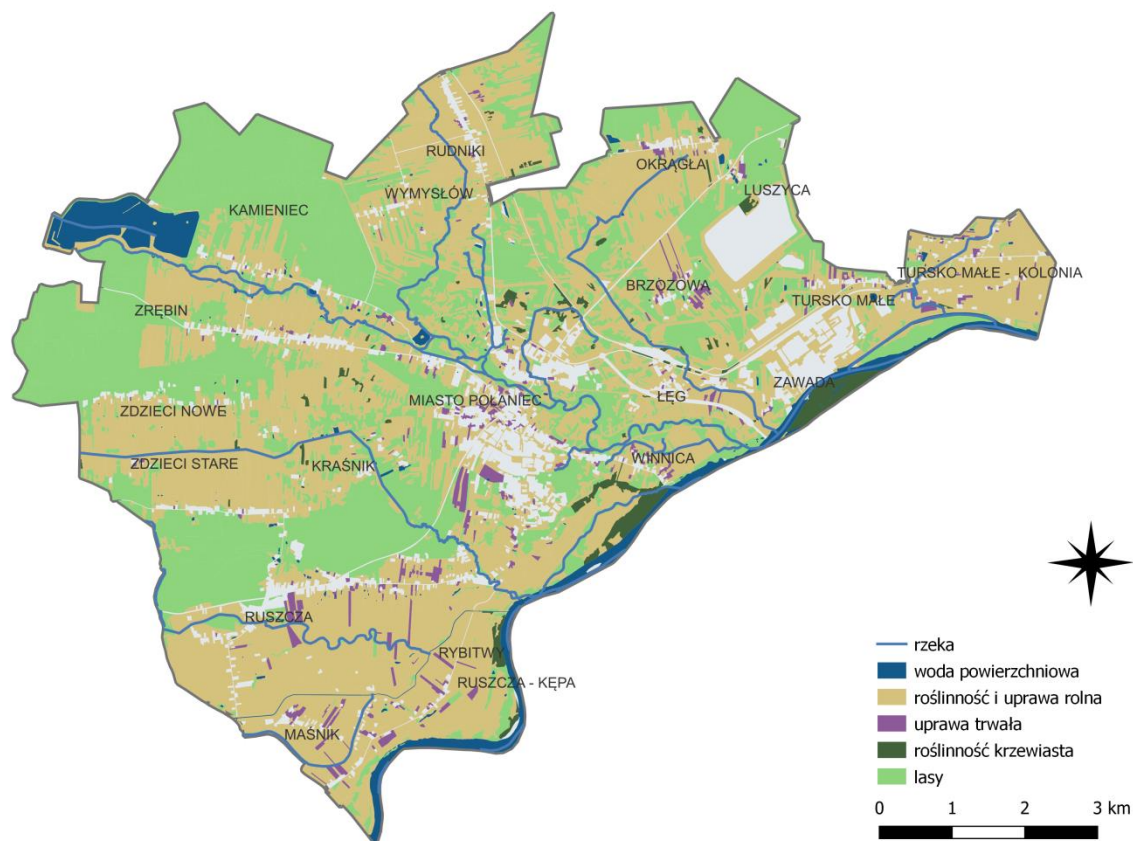 RUDNIKI
OKRĄGŁA
WYMYSŁÓW
LUSZYCA
KAMIENIEC
TURSKO MAŁE - KOLONIA
BRZOZOWA
TURSKO MAŁE
ZRĘBIN
ZAWADA
ŁĘG
MIASTO POŁANIEC
ZDZIECI NOWE
WINNICA
ZDZIECI STARE
KRAŚNIK
RUSZCZA
RYBITWY
RUSZCZA - KĘPA
MAŚNIK
rzeka
woda powierzchniowa
roślinność i uprawa rolna
uprawa trwała
roślinność krzewiasta
lasy
0 1 2 3 km